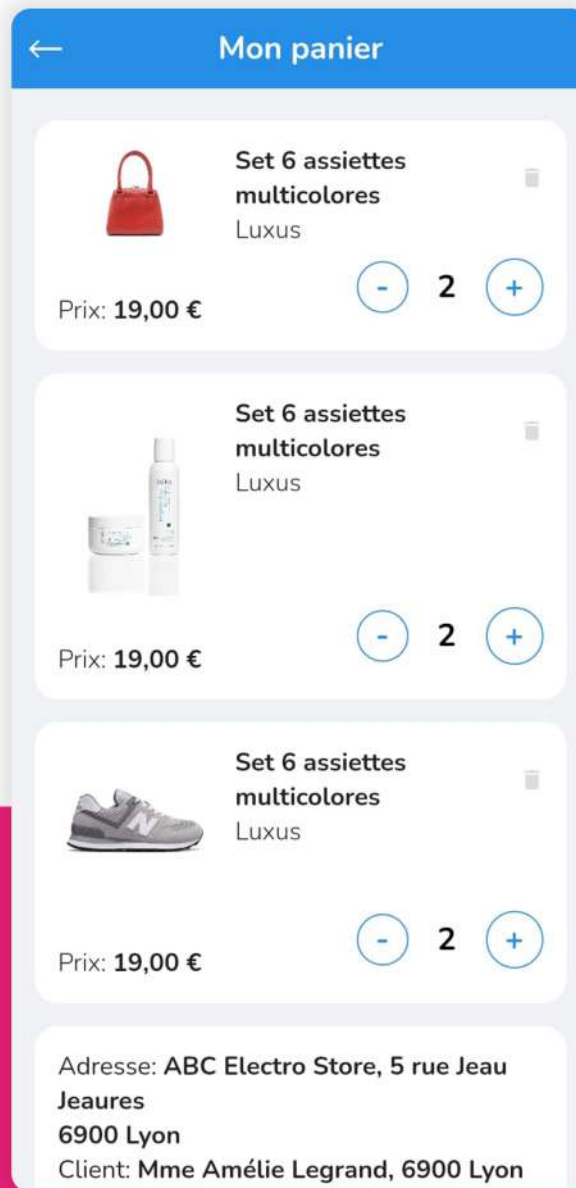 Mon panier
Set 6 assiettes
multicolores
Luxus
- 2 +
Prix: 19,00 €
Set 6 assiettes
multicolores
Luxus
- 2 +
Prix: 19,00 €
Set 6 assiettes
multicolores
Luxus
N
- 2 +
Prix: 19,00 €
Adresse: ABC Electro Store, 5 rue Jeau
Jeaures
6900 Lyon
Client: Mme Amélie Legrand, 6900 Lyon